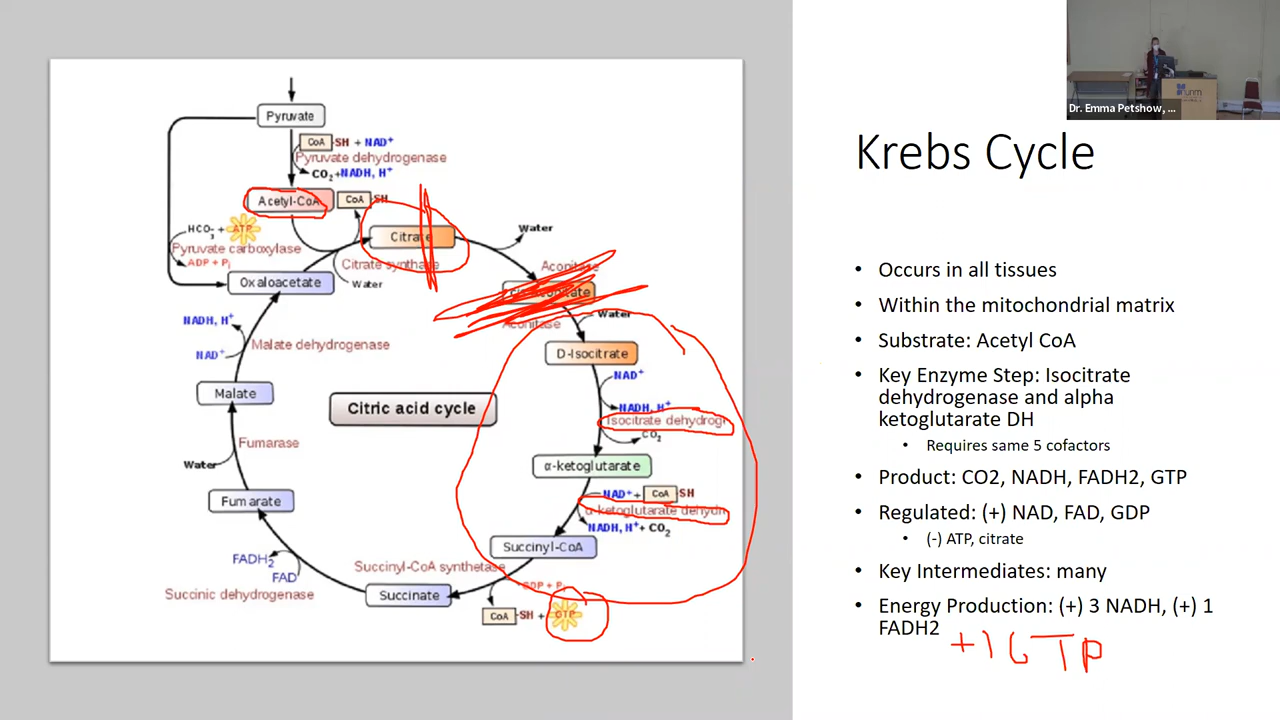 Pyruvate
CoA -SH + NAD+
Pyruvate dehydrogenase
CO2 + NADH, H+
Acetyl-CoA
CoA SH
HCO3 + ATP
Citrate
Water
Pyruvate carboxylase
ADP + Pi
Citrate synthase
Aconitase
Oxaloacetate
Water
Water
Aconitase
NADH, H+
NAD+
Malate dehydrogenase
D-Isocitrate
NAD+
NADH, H+
Malate
Citric acid cycle
Isocitrate dehydrog
CO2
Fumarase
Water
α-ketoglutarate
NAD+ + CoA -SH
α-ketoglutarate dehydr
NADH, H+ + CO2
Fumarate
Succinyl-CoA
FADH2
FAD
Succinyl-CoA synthetase
GDP + Pi
Succinic dehydrogenase
Succinate
CoA -SH + GTP
Dr. Emma Petshow, ...
Krebs Cycle
• Occurs in all tissues
• Within the mitochondrial matrix
• Substrate: Acetyl CoA
• Key Enzyme Step: Isocitrate
dehydrogenase and alpha
ketoglutarate DH
• Requires same 5 cofactors
• Product: CO2, NADH, FADH2, GTP
• Regulated: (+) NAD, FAD, GDP
• (-) ATP, citrate
• Key Intermediates: many
• Energy Production: (+) 3 NADH, (+) 1
FADH2
+1 GTP